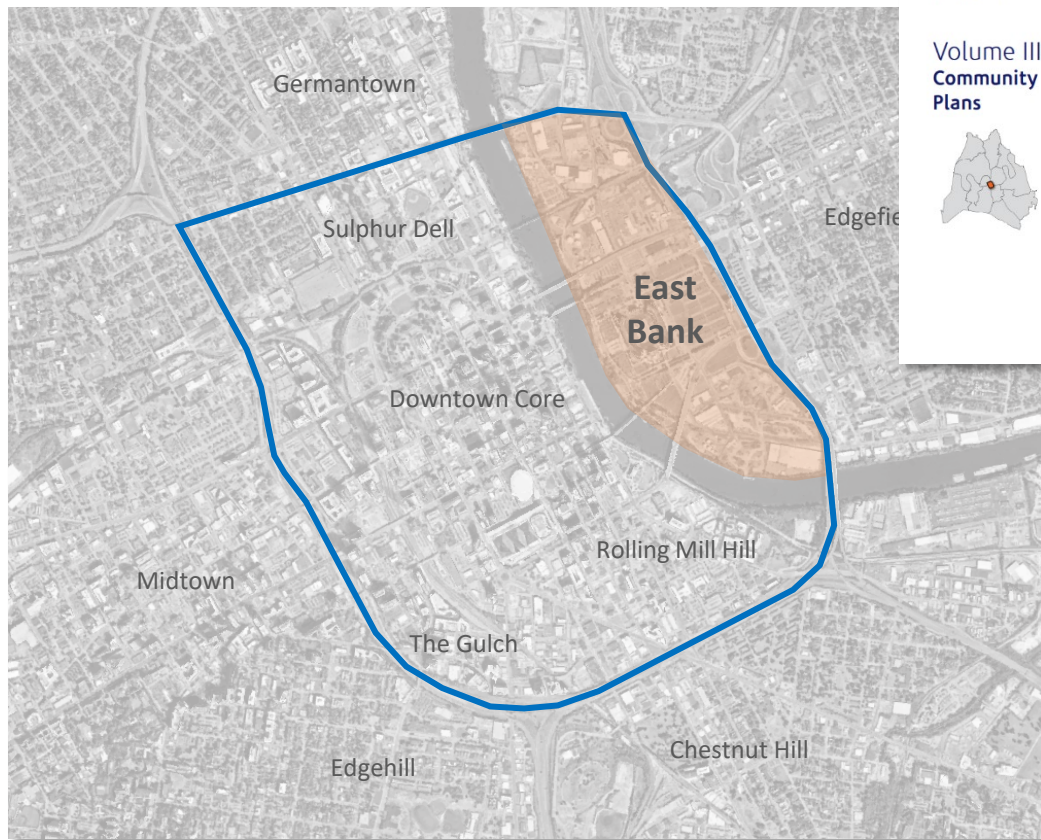 Volume III
Community
Plans
Germantown
Sulphur Dell
East
Bank
Downtown Core
Rolling Mill Hill
Midtown
The Gulch
Chestnut Hill
Edgehill